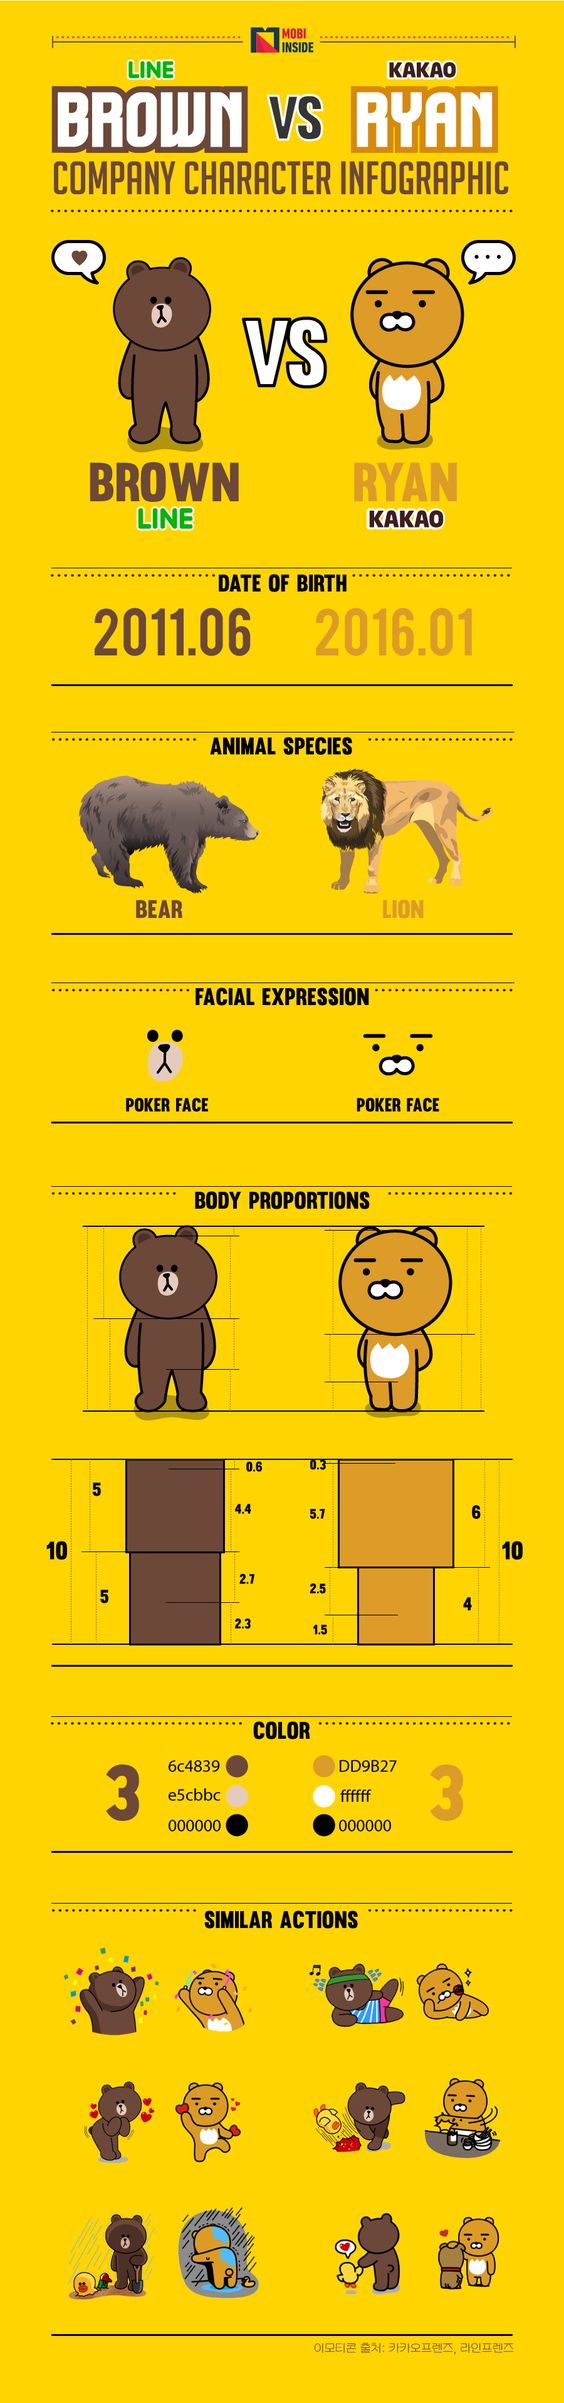 MOBI
INSIDE
LINE
KAKAO
BROWN VS RYAN
COMPANY CHARACTER INFOGRAPHIC
VS
BROWN
RYAN
LINE
KAKAO
DATE OF BIRTH
2011.06
2016.01
ANIMAL SPECIES
BEAR
LION
FACIAL EXPRESSION
POKER FACE
POKER FACE
BODY PROPORTIONS
0.6
0.3
5
4.4
5.7
6
10
10
2.7
2.5
5
4
2.3
1.5
COLOR
3
6c4839
DD9B27
3
e5cbbc
ffffff
000000
000000
SIMILAR ACTIONS
이모티콘 출처: 카카오프렌즈, 라인프렌즈